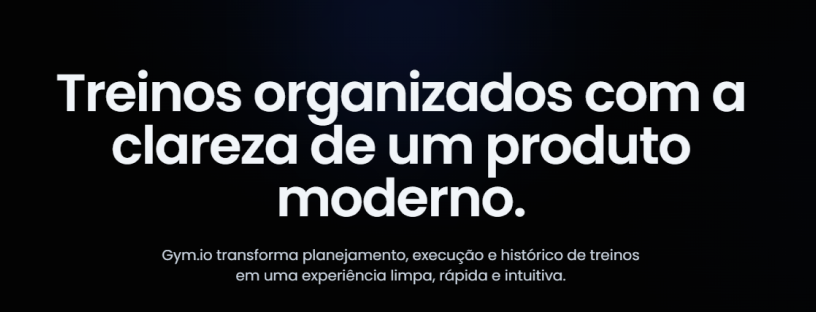 Treinos organizados com a
clareza de um produto
moderno.
Gym.io transforma planejamento, execução e histórico de treinos
em uma experiência limpa, rápida e intuitiva.